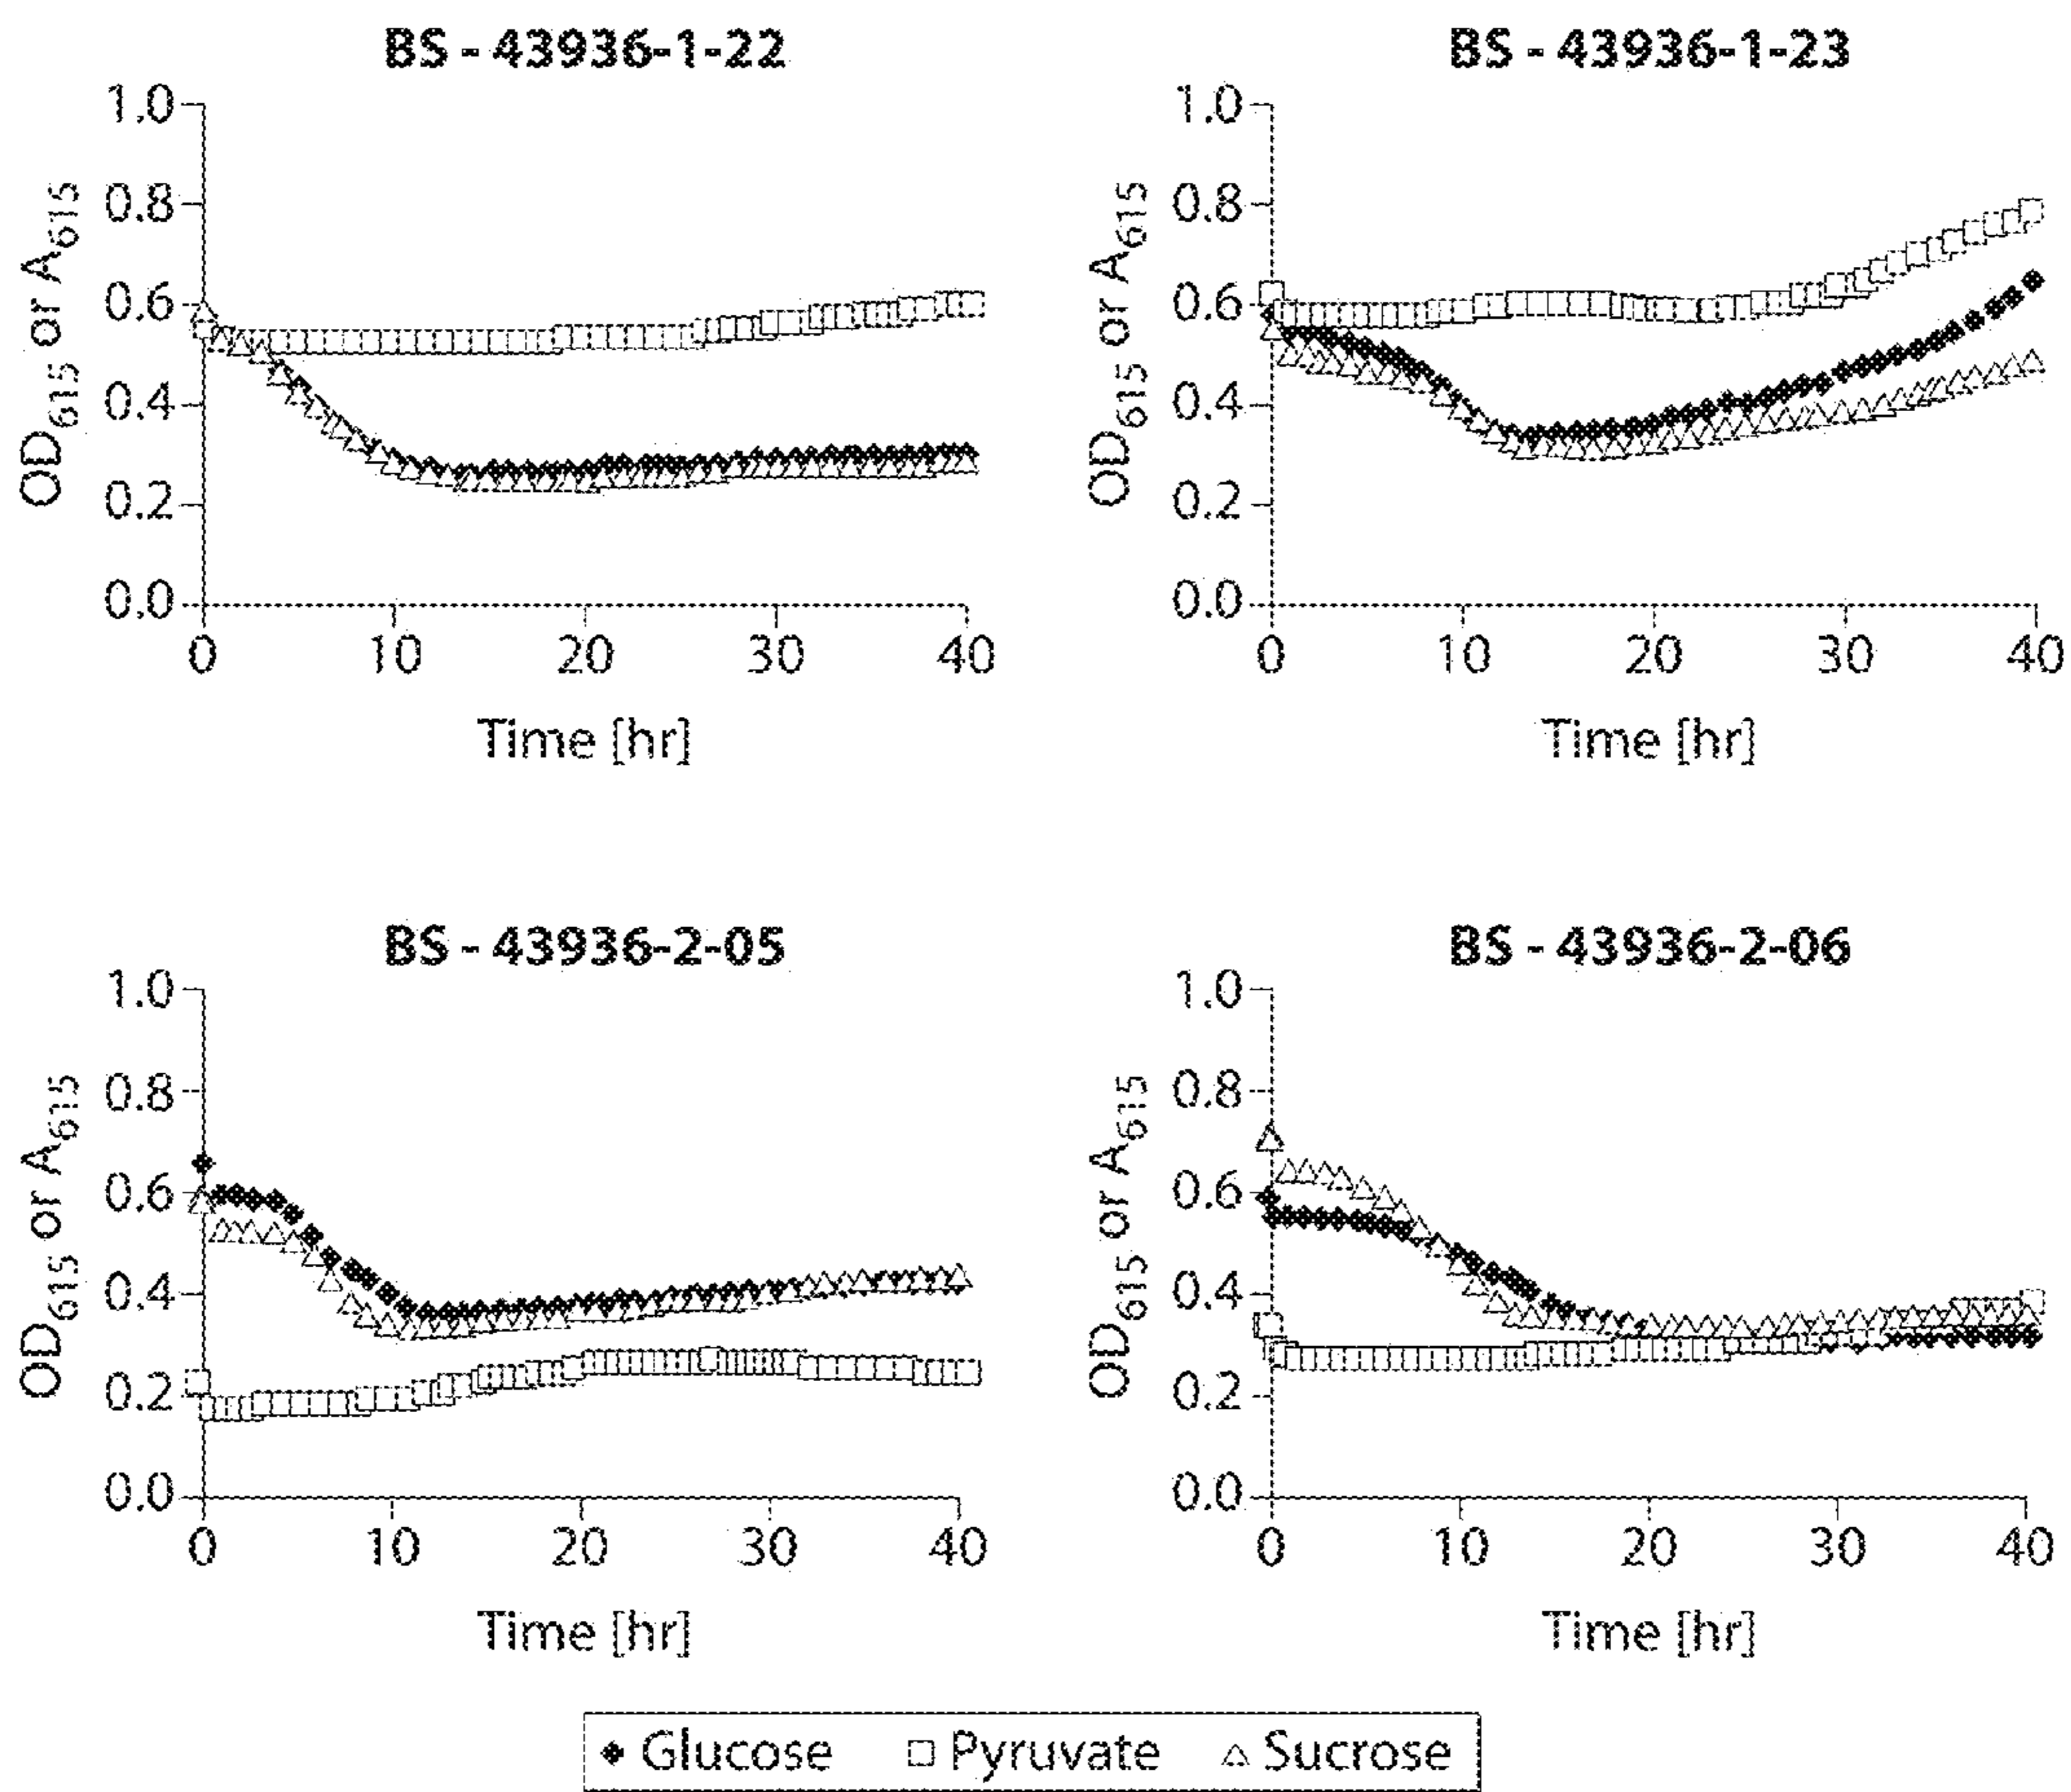 BS - 43936-1-22
1.0
0.8
0.6
0.4
0.2
0.0
OD615 or A615
0 10 20 30 40
Time [hr]
BS - 43936-1-23
1.0
0.8
0.6
0.4
0.2
0.0
OD615 or A615
0 10 20 30 40
Time [hr]
BS - 43936-2-05
1.0
0.8
0.6
0.4
0.2
0.0
OD615 or A615
0 10 20 30 40
Time [hr]
BS - 43936-2-06
1.0
0.8
0.6
0.4
0.2
0.0
OD615 or A615
0 10 20 30 40
Time [hr]
Glucose Pyruvate Sucrose